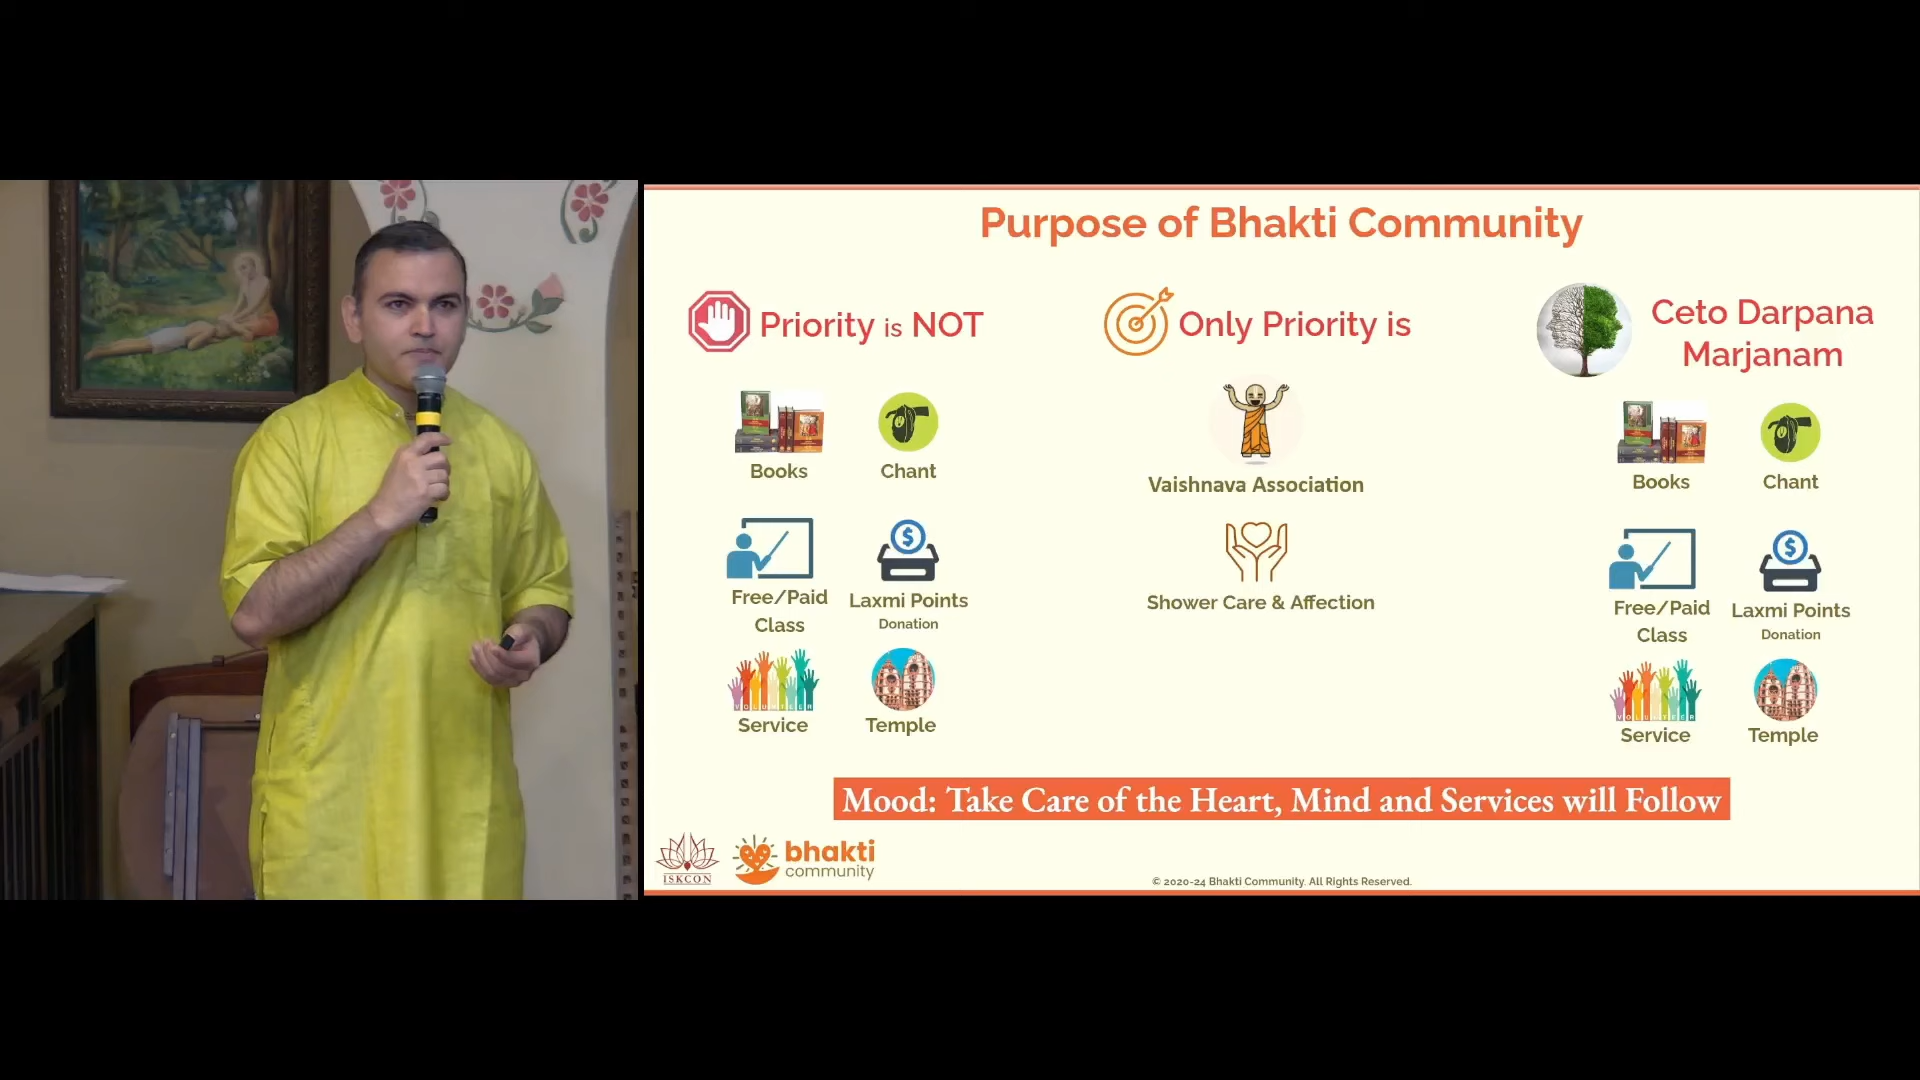 Purpose of Bhakti Community
Priority is NOT
Books
Chant
Free/Paid
Class
Laxmi Points
Donation
VOLUNTEER
Service
Temple
Only Priority is
Vaishnava Association
Shower Care & Affection
Ceto Darpana
Marjanam
Books
Chant
Free/Paid
Class
Laxmi Points
Donation
VOLUNTEER
Service
Temple
Mood: Take Care of the Heart, Mind and Services will Follow
ISKCON
bhakti
community
© 2020-24 Bhakti Community. All Rights Reserved.